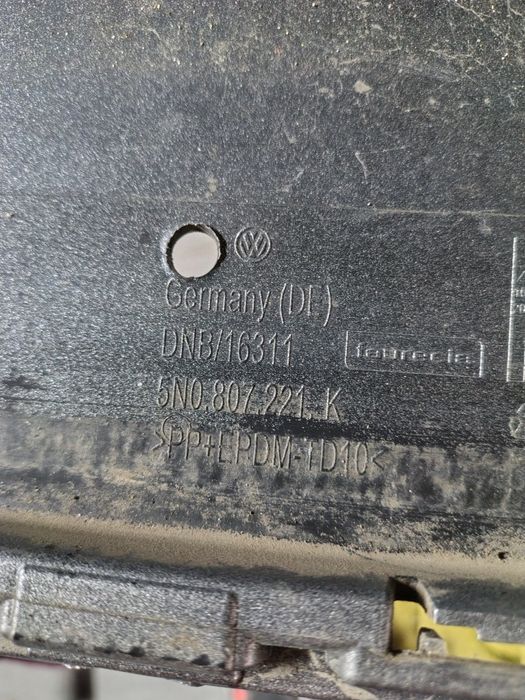 Germany (DE)
DNB/16311
faurecia
5N0.807.221. K
>PP+EPDM-TD10<